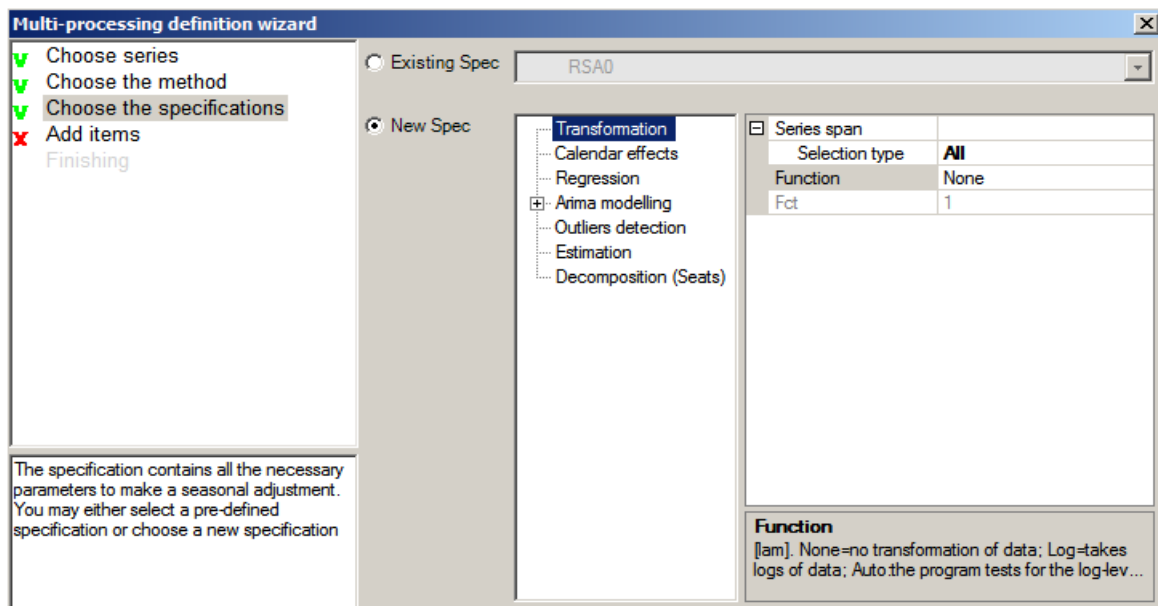 Multi-processing definition wizard
Choose series
Choose the method
Choose the specifications
Add items
Finishing
The specification contains all the necessary
parameters to make a seasonal adjustment.
You may either select a pre-defined
specification or choose a new specification
Existing Spec
RSA0
New Spec
Transformation
Calendar effects
Regression
Arima modelling
Outliers detection
Estimation
Decomposition (Seats)
Series span
Selection type All
Function None
Fct 1
Function
[lam]. None=no transformation of data; Log=takes
logs of data; Auto:the program tests for the log-lev...